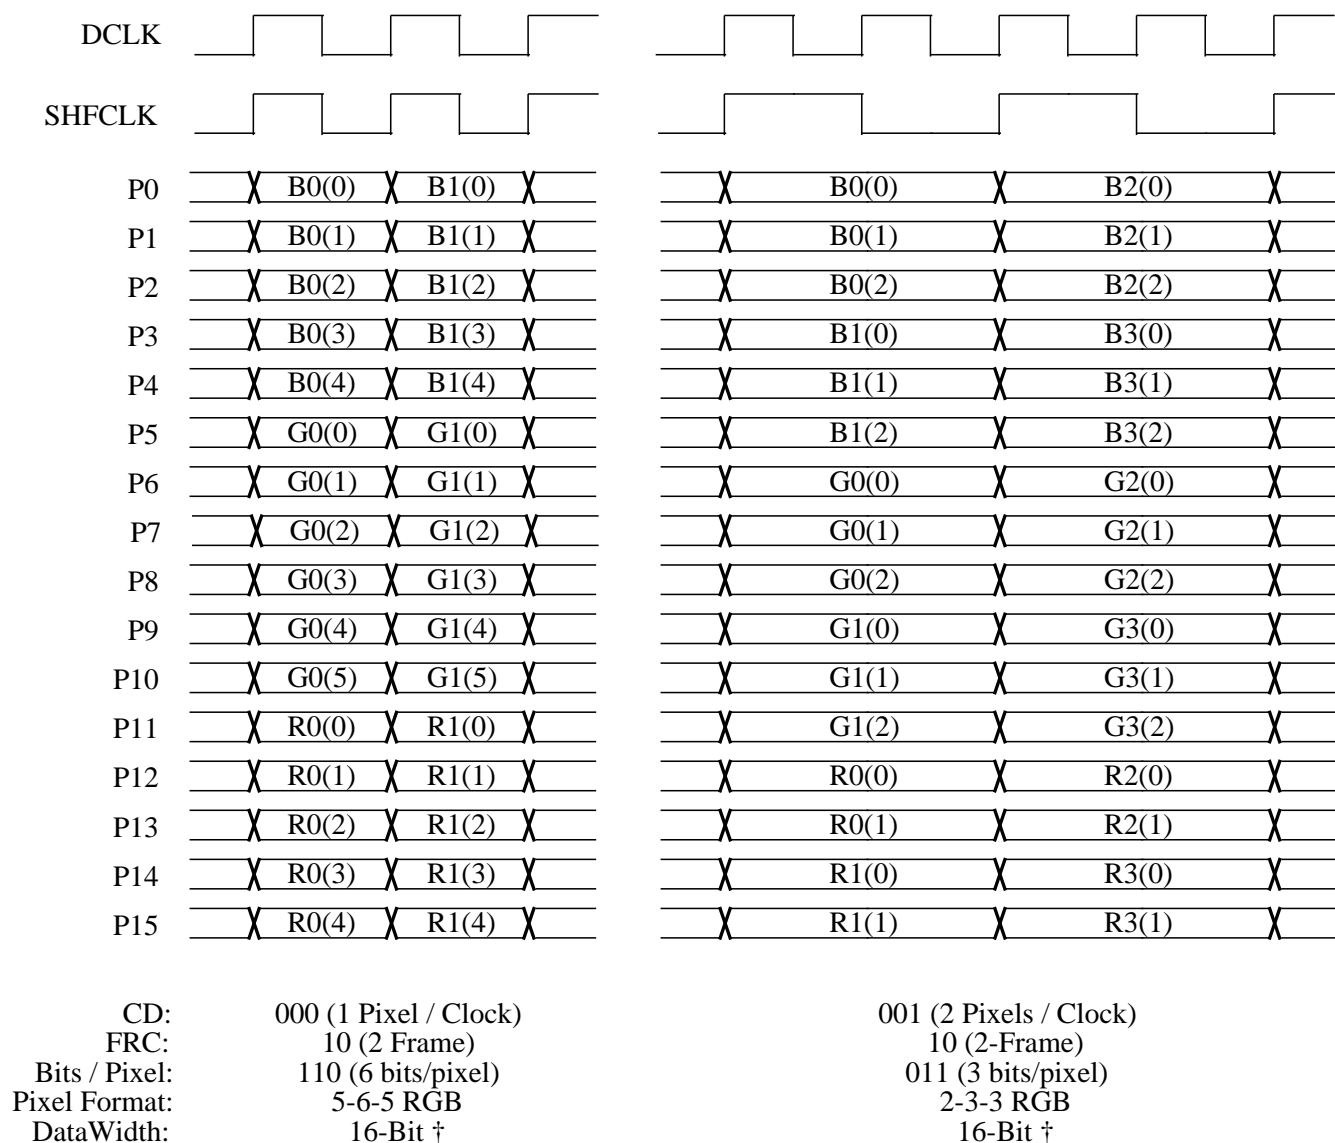 DCLK
SHFCLK
P0 B0(0) B1(0) B0(0) B2(0)
P1 B0(1) B1(1) B0(1) B2(1)
P2 B0(2) B1(2) B0(2) B2(2)
P3 B0(3) B1(3) B1(0) B3(0)
P4 B0(4) B1(4) B1(1) B3(1)
P5 G0(0) G1(0) B1(2) B3(2)
P6 G0(1) G1(1) G0(0) G2(0)
P7 G0(2) G1(2) G0(1) G2(1)
P8 G0(3) G1(3) G0(2) G2(2)
P9 G0(4) G1(4) G1(0) G3(0)
P10 G0(5) G1(5) G1(1) G3(1)
P11 R0(0) R1(0) G1(2) G3(2)
P12 R0(1) R1(1) R0(0) R2(0)
P13 R0(2) R1(2) R0(1) R2(1)
P14 R0(3) R1(3) R1(0) R3(0)
P15 R0(4) R1(4) R1(1) R3(1)
CD: 000 (1 Pixel / Clock) 001 (2 Pixels / Clock)
FRC: 10 (2 Frame) 10 (2-Frame)
Bits / Pixel: 110 (6 bits/pixel) 011 (3 bits/pixel)
Pixel Format: 5-6-5 RGB 2-3-3 RGB
DataWidth: 16-Bit † 16-Bit †